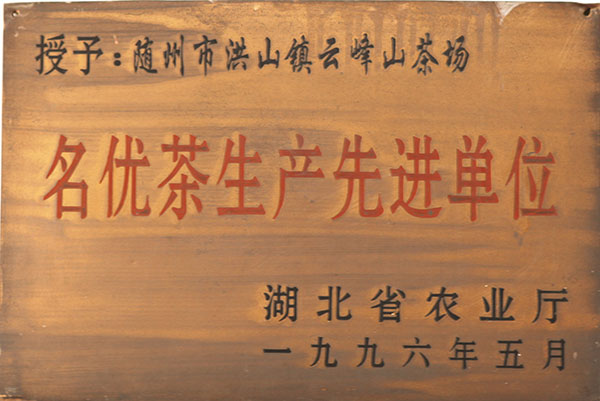 授予：随州市洪山镇云峰山茶场
名优茶生产先进单位
湖北省农业厅
一九九六年五月